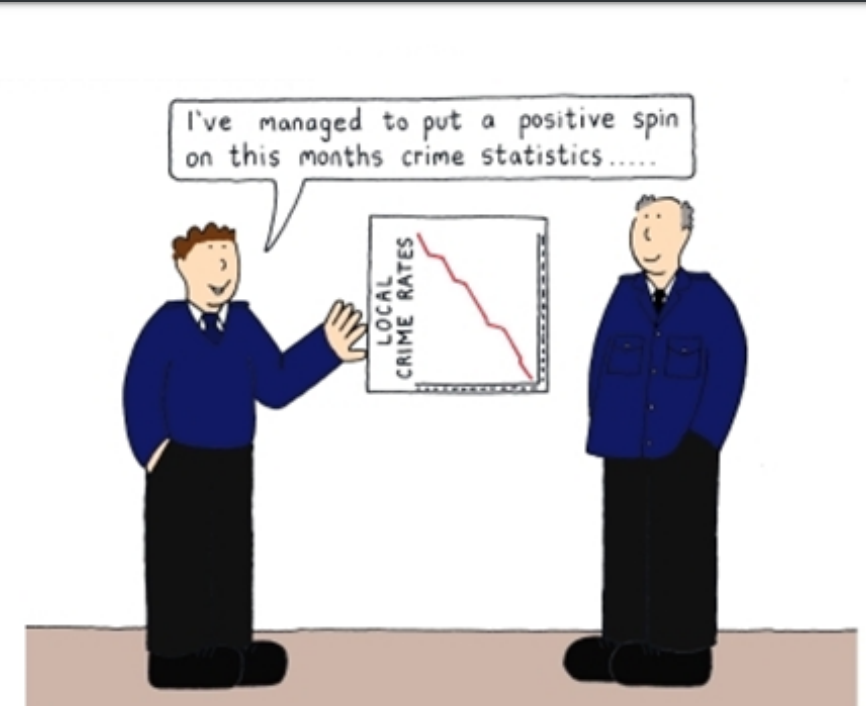 I've managed to put a positive spin
on this months crime statistics.....
LOCAL
CRIME RATES